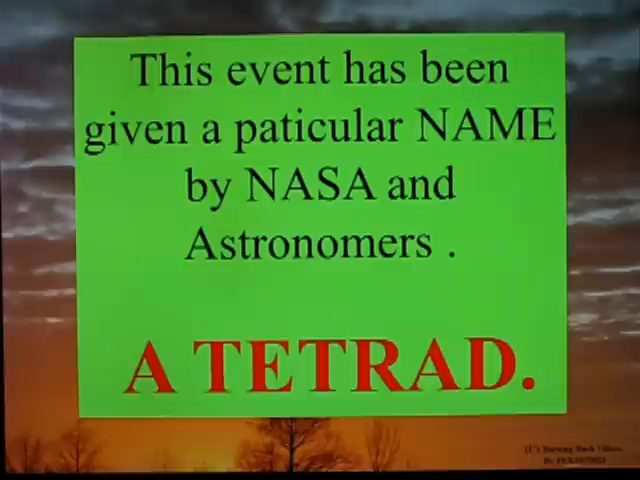 This event has been
given a paticular NAME
by NASA and
Astronomers .
A TETRAD.